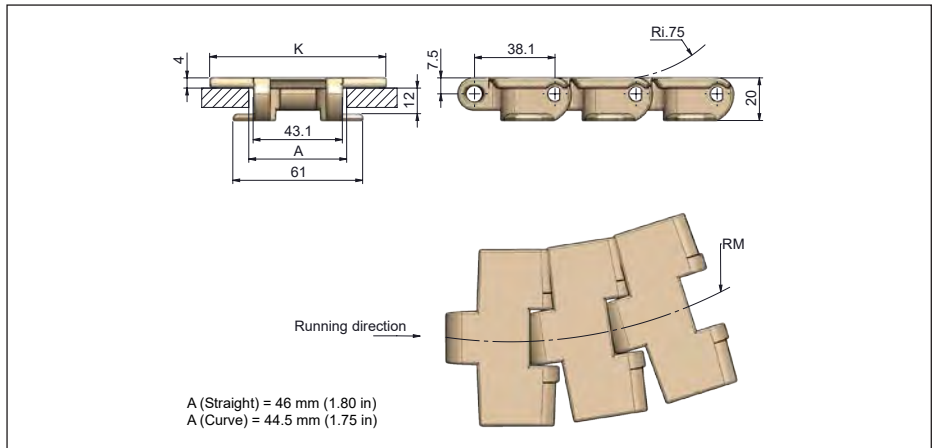 K
4
12
43.1
A
61
7.5
38.1
Ri.75
20
RM
Running direction
A (Straight) = 46 mm (1.80 in)
A (Curve) = 44.5 mm (1.75 in)